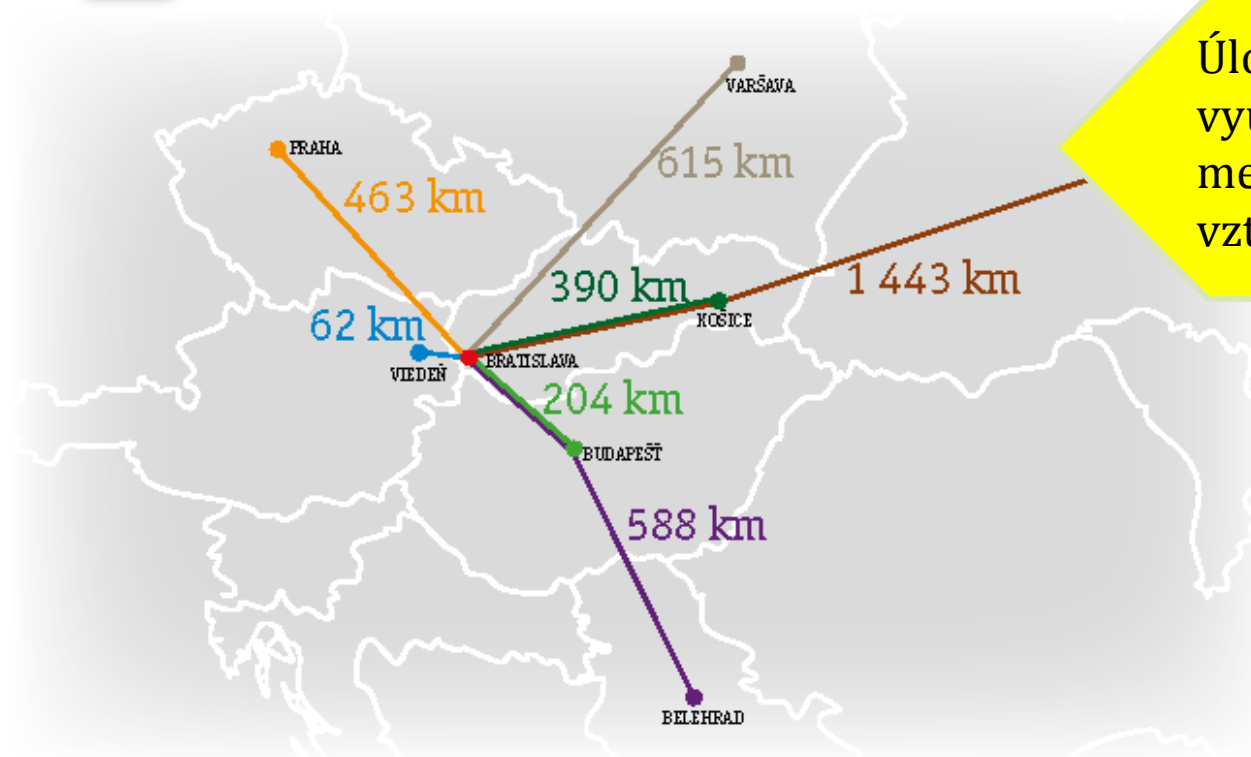 VARŠAVA
PRAHA
615 km
463 km
390 km
1 443 km
KOŠICE
62 km
BRATISLAVA
VIEDEŇ
204 km
BUDAPEŠŤ
588 km
BELEHRAD